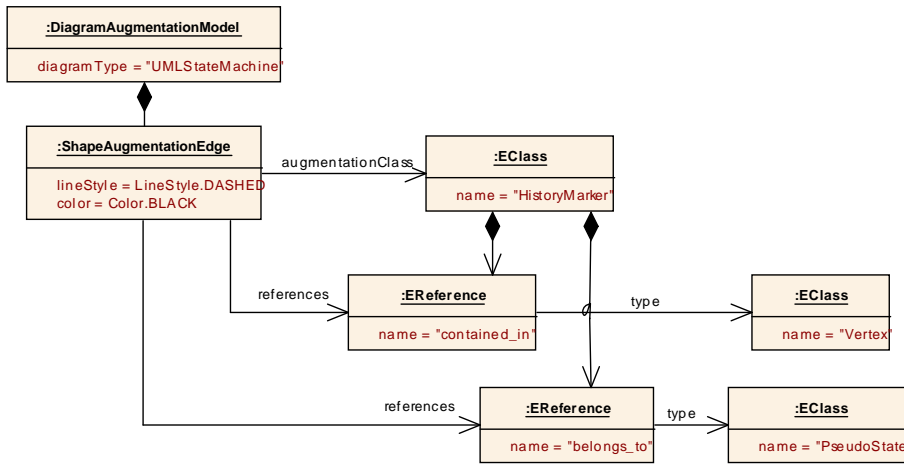 :DiagramAugmentationModel
diagramType = "UMLStateMachine"
:ShapeAugmentationEdge
lineStyle = LineStyle.DASHED
color = Color.BLACK
augmentationClass
:EClass
name = "HistoryMarker"
references
:EReference
name = "contained_in"
type
:EClass
name = "Vertex"
references
:EReference
name = "belongs_to"
type
:EClass
name = "PseudoState